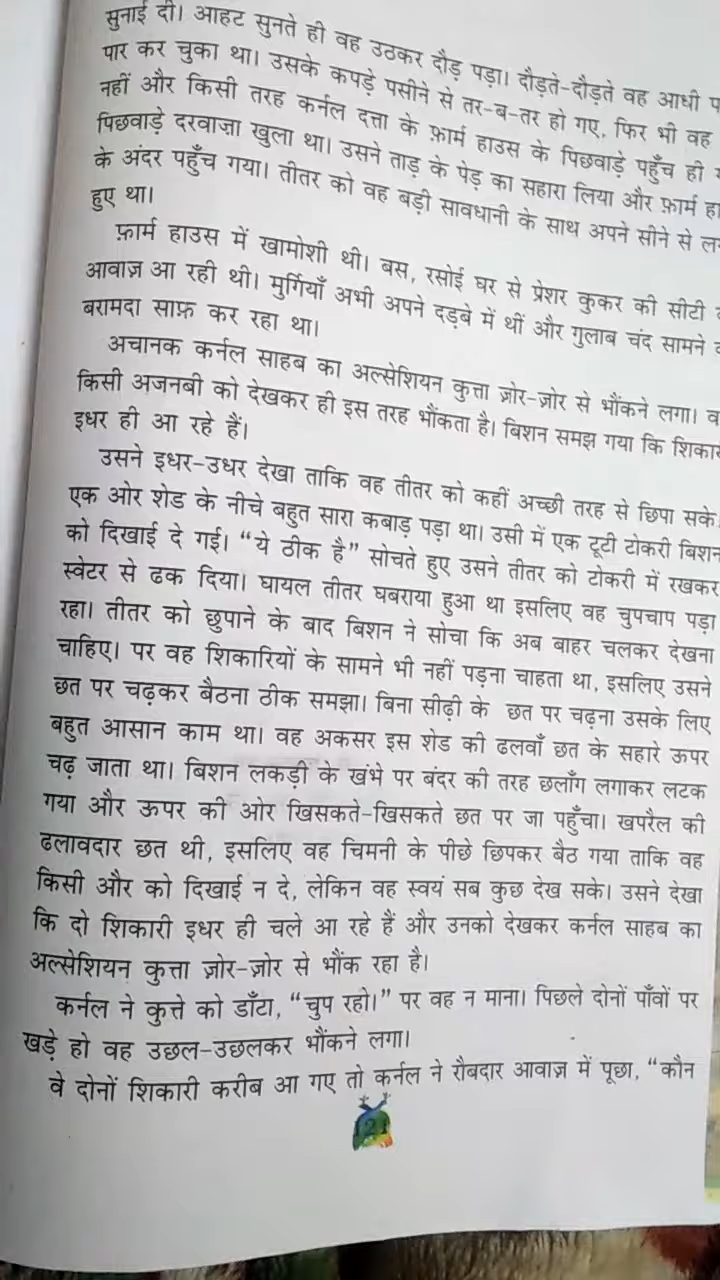 सुनाई दी। आहट सुनते ही वह उठकर दौड़ पड़ा। दौड़ते-दौड़ते वह आधी
पार कर चुका था। उसके कपड़े पसीने से तर-ब-तर हो गए, फिर भी वह
नहीं और किसी तरह कर्नल दत्ता के फ़ार्म हाउस के पिछवाड़े पहुँच ही
पिछवाड़े दरवाज़ा खुला था। उसने ताड़ के पेड़ का सहारा लिया और फ़ार्म
के अंदर पहुँच गया। तीतर को वह बड़ी सावधानी के साथ अपने सीने से
हुए था।
फ़ार्म हाउस में खामोशी थी। बस, रसोई घर से प्रेशर कुकर की सीटी
आवाज़ आ रही थी। मुर्गियाँ अभी अपने दड़बे में थीं और गुलाब चंद सामने
बरामदा साफ़ कर रहा था।
अचानक कर्नल साहब का अल्सेशियन कुत्ता ज़ोर-ज़ोर से भौंकने लगा।
किसी अजनबी को देखकर ही इस तरह भौंकता है। बिशन समझ गया कि
इधर ही आ रहे हैं।
उसने इधर-उधर देखा ताकि वह तीतर को कहीं अच्छी तरह से छिपा सके।
एक ओर शेड के नीचे बहुत सारा कबाड़ पड़ा था। उसी में एक टूटी टोकरी बिशन
को दिखाई दे गई। “ये ठीक है” सोचते हुए उसने तीतर को टोकरी में रखकर
स्वेटर से ढक दिया। घायल तीतर घबराया हुआ था इसलिए वह चुपचाप पड़ा
रहा। तीतर को छुपाने के बाद बिशन ने सोचा कि अब बाहर चलकर देखना
चाहिए। पर वह शिकारियों के सामने भी नहीं पड़ना चाहता था, इसलिए उसने
छत पर चढ़कर बैठना ठीक समझा। बिना सीढ़ी के छत पर चढ़ना उसके लिए
बहुत आसान काम था। वह अकसर इस शेड की ढलवाँ छत के सहारे ऊपर
चढ़ जाता था। बिशन लकड़ी के खंभे पर बंदर की तरह छलाँग लगाकर लटक
गया और ऊपर की ओर खिसकते-खिसकते छत पर जा पहुँचा। खपरैल की
ढलावदार छत थी, इसलिए वह चिमनी के पीछे छिपकर बैठ गया ताकि वह
किसी और को दिखाई न दे, लेकिन वह स्वयं सब कुछ देख सके। उसने देखा
कि दो शिकारी इधर ही चले आ रहे हैं और उनको देखकर कर्नल साहब का
अल्सेशियन कुत्ता ज़ोर-ज़ोर से भौंक रहा है।
कर्नल ने कुत्ते को डाँटा, “चुप रहो।” पर वह न माना। पिछले दोनों पाँवों पर
खड़े हो वह उछल-उछलकर भौंकने लगा।
वे दोनों शिकारी करीब आ गए तो कर्नल ने रौबदार आवाज़ में पूछा, “कौन
121